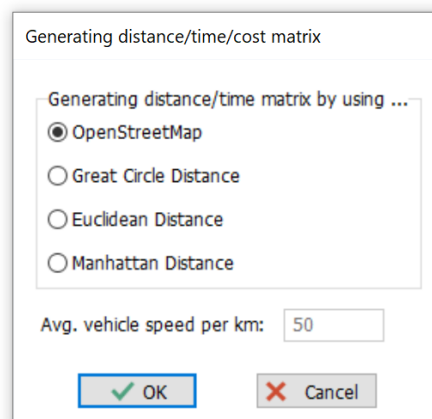 Generating distance/time/cost matrix
Generating distance/time matrix by using ...
OpenStreetMap
Great Circle Distance
Euclidean Distance
Manhattan Distance
Avg. vehicle speed per km: 50
OK Cancel